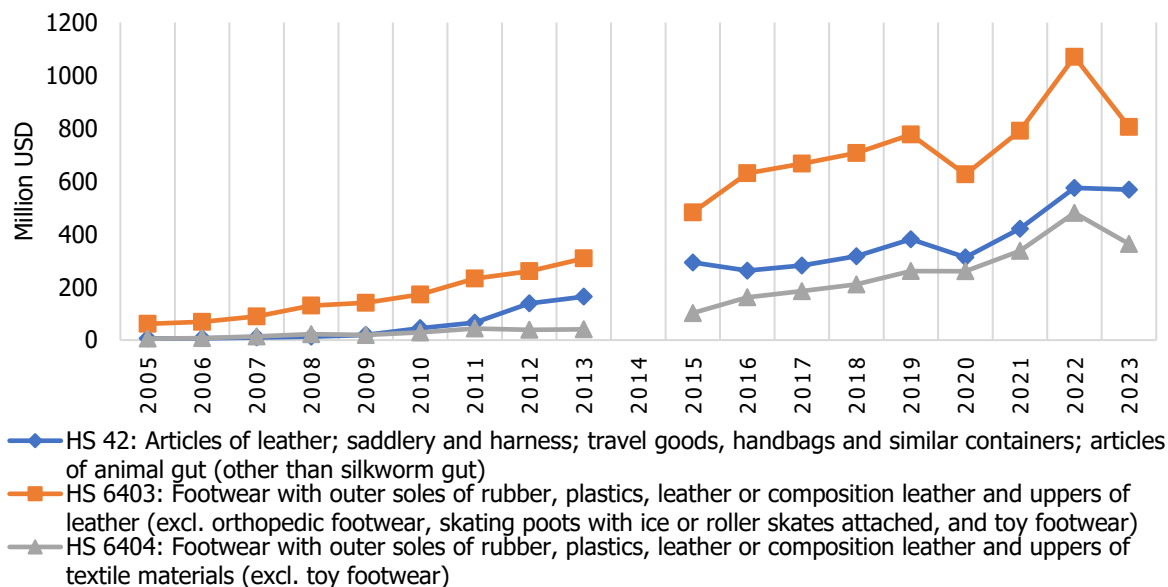 1200
1000
800
600
400
200
0
Million USD
2005 2006 2007 2008 2009 2010 2011 2012 2013 2014 2015 2016 2017 2018 2019 2020 2021 2022 2023
HS 42: Articles of leather; saddlery and harness; travel goods, handbags and similar containers; articles
of animal gut (other than silkworm gut)
HS 6403: Footwear with outer soles of rubber, plastics, leather or composition leather and uppers of
leather (excl. orthopedic footwear, skating poots with ice or roller skates attached, and toy footwear)
HS 6404: Footwear with outer soles of rubber, plastics, leather or composition leather and uppers of
textile materials (excl. toy footwear)